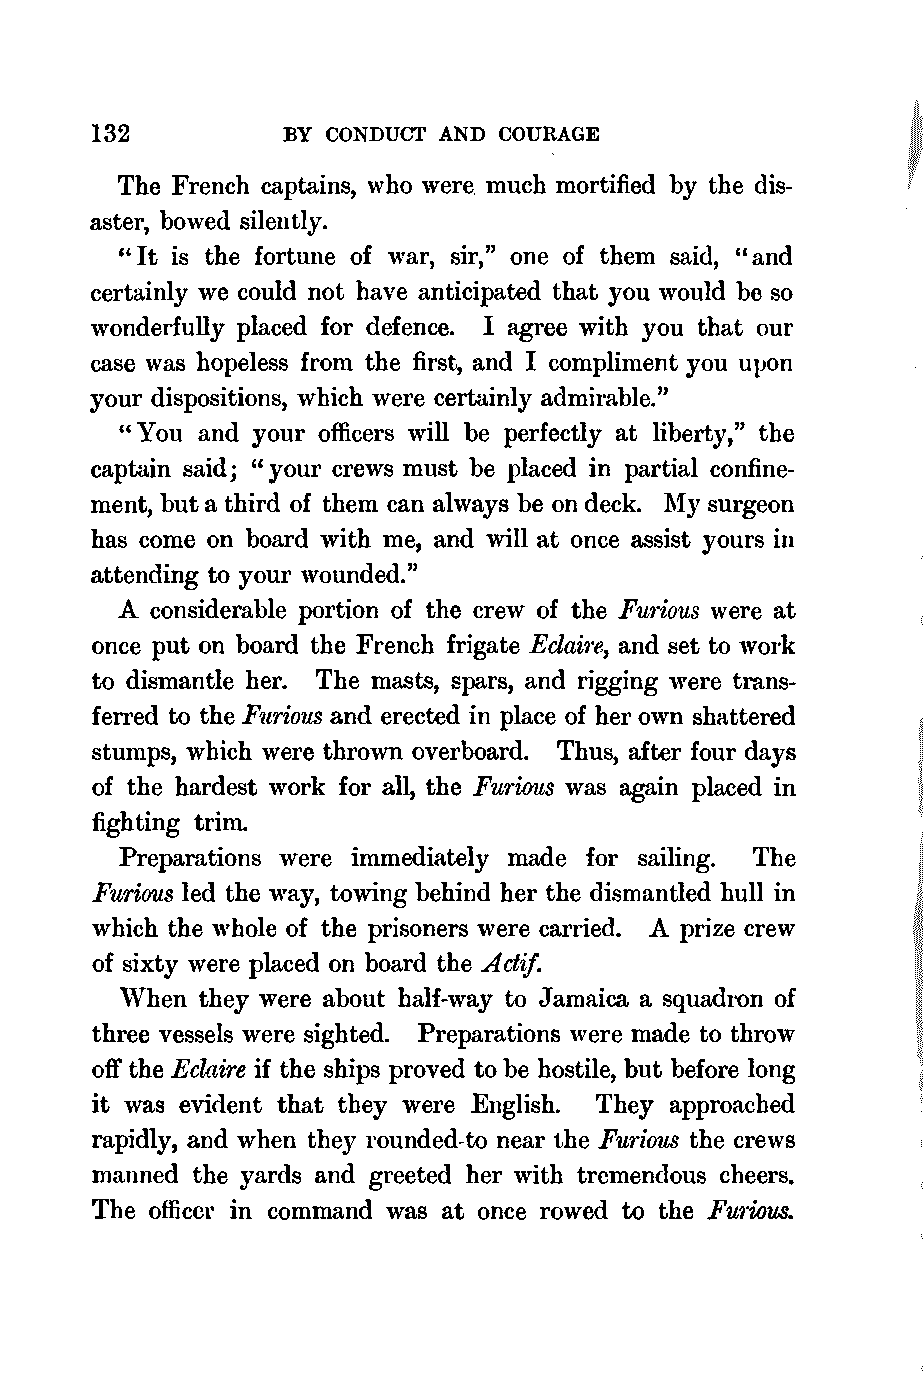 132 BY CONDUCT AND COURAGE
The French captains, who were much mortified by the dis-
aster, bowed silently.
“It is the fortune of war, sir,” one of them said, “and
certainly we could not have anticipated that you would be so
wonderfully placed for defence. I agree with you that our
case was hopeless from the first, and I compliment you upon
your dispositions, which were certainly admirable.”
“You and your officers will be perfectly at liberty,” the
captain said; “your crews must be placed in partial confine-
ment, but a third of them can always be on deck. My surgeon
has come on board with me, and will at once assist yours in
attending to your wounded.”
A considerable portion of the crew of the Furious were at
once put on board the French frigate Eclaire, and set to work
to dismantle her. The masts, spars, and rigging were trans-
ferred to the Furious and erected in place of her own shattered
stumps, which were thrown overboard. Thus, after four days
of the hardest work for all, the Furious was again placed in
fighting trim.
Preparations were immediately made for sailing. The
Furious led the way, towing behind her the dismantled hull in
which the whole of the prisoners were carried. A prize crew
of sixty were placed on board the Actif.
When they were about half-way to Jamaica a squadron of
three vessels were sighted. Preparations were made to throw
off the Eclaire if the ships proved to be hostile, but before long
it was evident that they were English. They approached
rapidly, and when they rounded-to near the Furious the crews
manned the yards and greeted her with tremendous cheers.
The officer in command was at once rowed to the Furious.